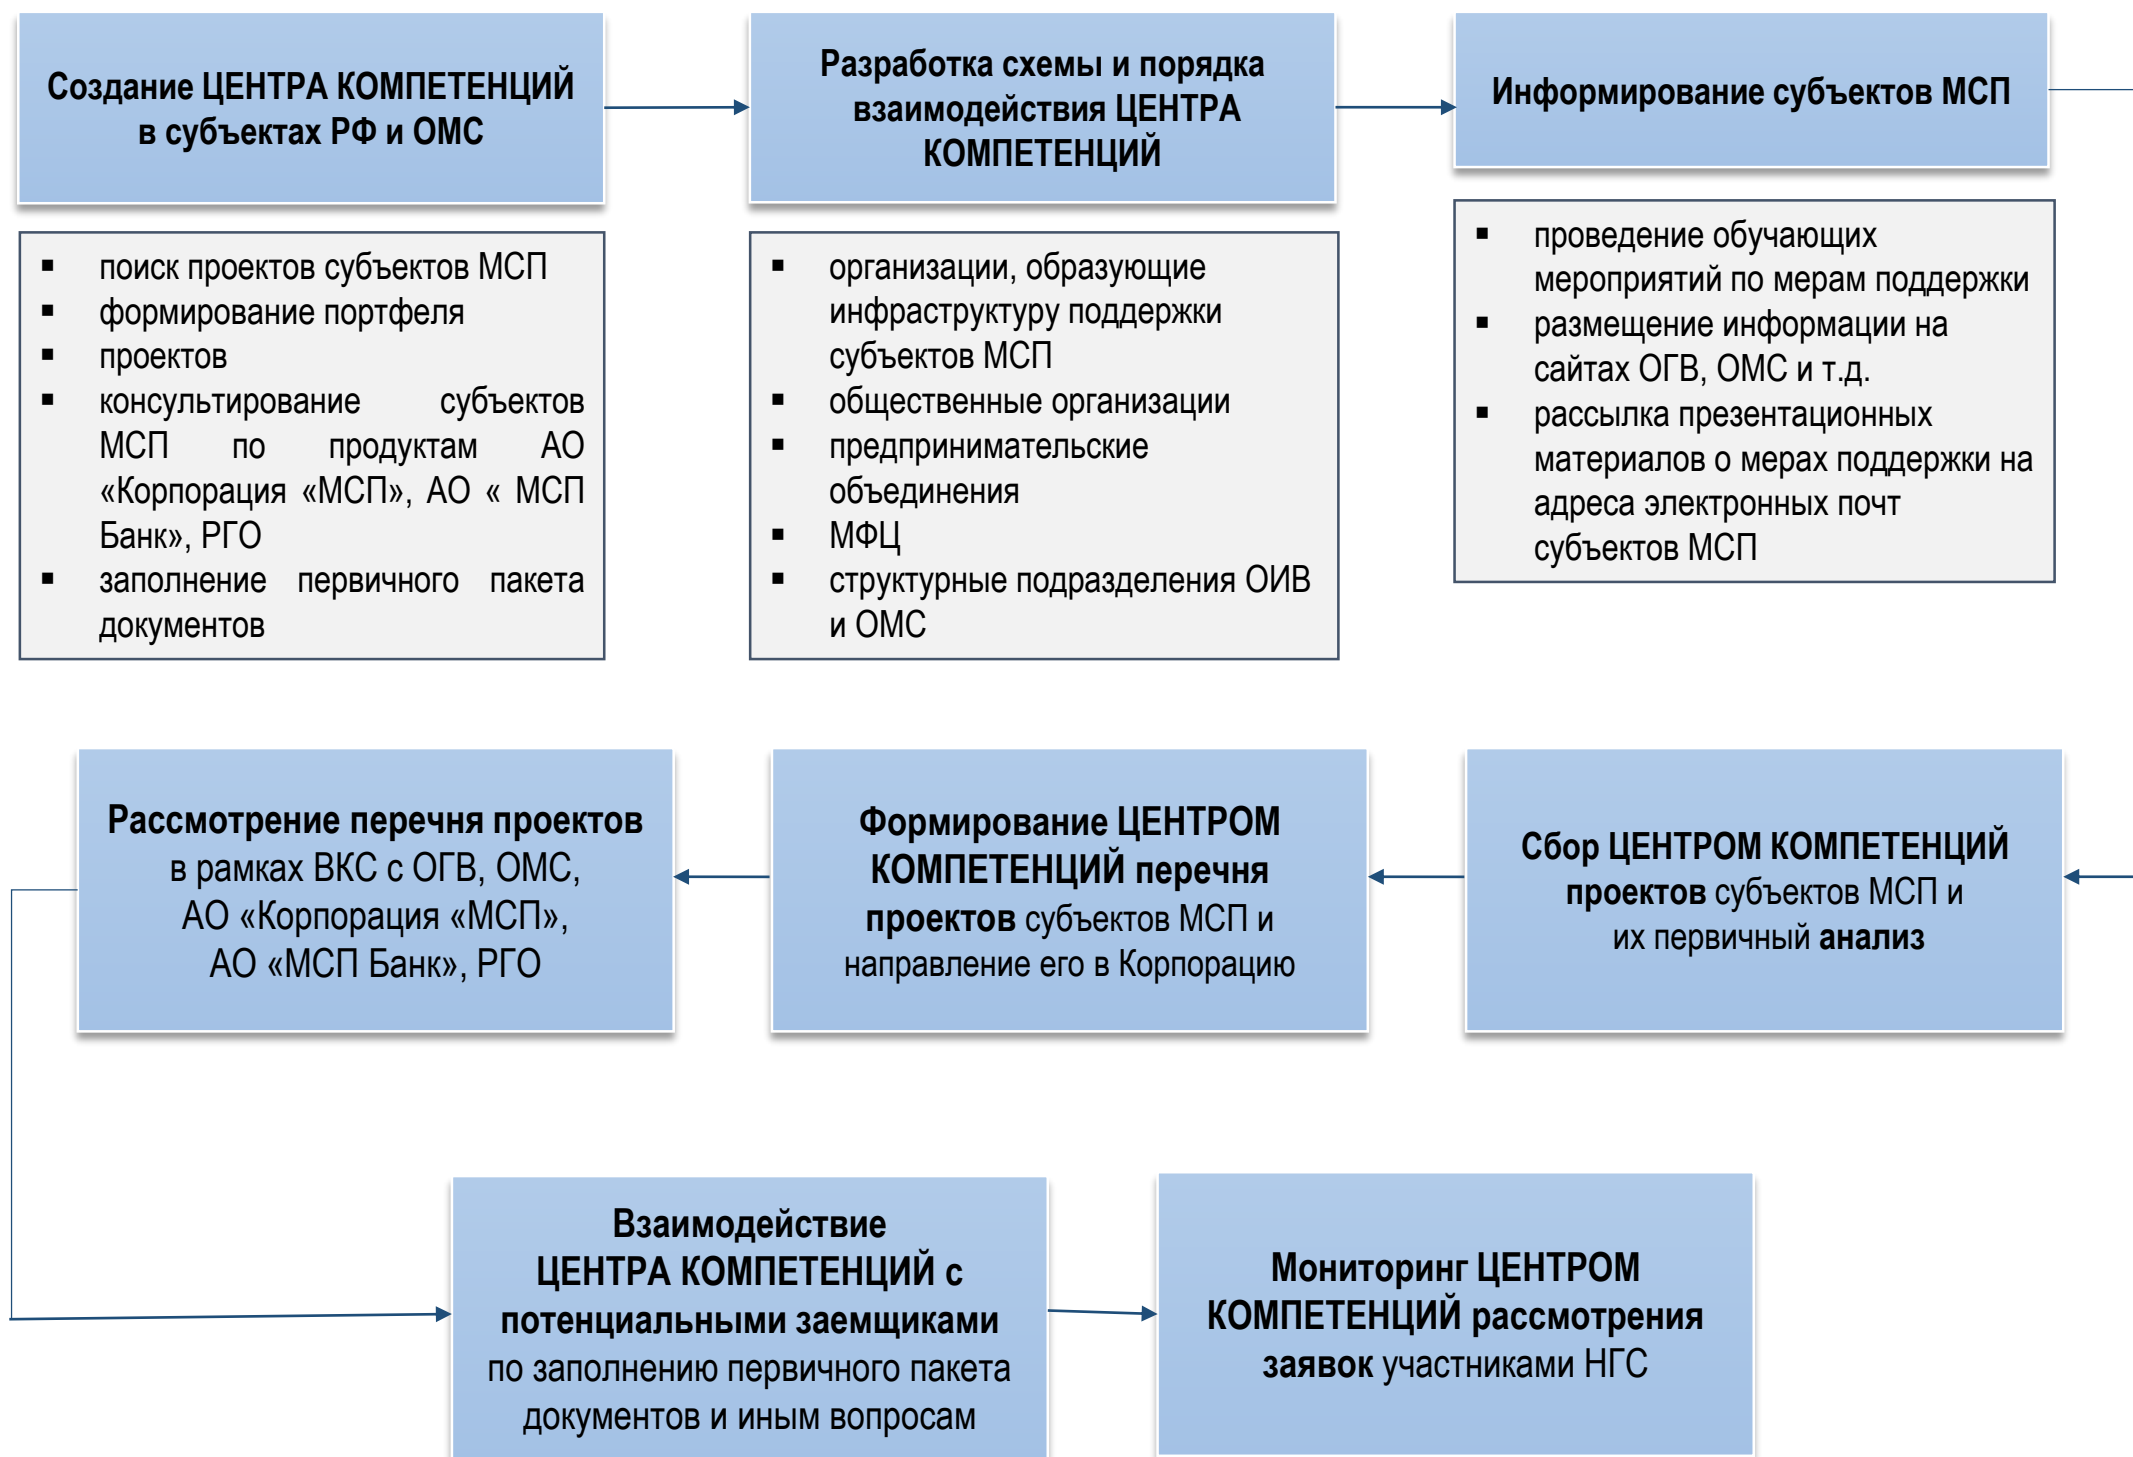 Создание ЦЕНТРА КОМПЕТЕНЦИЙ
в субъектах РФ и ОМС
▪ поиск проектов субъектов МСП
▪ формирование портфеля
▪ проектов
▪ консультирование субъектов
МСП по продуктам АО
«Корпорация «МСП», АО « МСП
Банк», РГО
▪ заполнение первичного пакета
документов
Разработка схемы и порядка
взаимодействия ЦЕНТРА
КОМПЕТЕНЦИЙ
▪ организации, образующие
инфраструктуру поддержки
субъектов МСП
▪ общественные организации
▪ предпринимательские
объединения
▪ МФЦ
▪ структурные подразделения ОИВ
и ОМС
Информирование субъектов МСП
▪ проведение обучающих
мероприятий по мерам поддержки
▪ размещение информации на
сайтах ОГВ, ОМС и т.д.
▪ рассылка презентационных
материалов о мерах поддержки на
адреса электронных почт
субъектов МСП
Сбор ЦЕНТРОМ КОМПЕТЕНЦИЙ
проектов субъектов МСП и
их первичный анализ
Формирование ЦЕНТРОМ
КОМПЕТЕНЦИЙ перечня
проектов субъектов МСП и
направление его в Корпорацию
Рассмотрение перечня проектов
в рамках ВКС с ОГВ, ОМС,
АО «Корпорация «МСП»,
АО «МСП Банк», РГО
Взаимодействие
ЦЕНТРА КОМПЕТЕНЦИЙ с
потенциальными заемщиками
по заполнению первичного пакета
документов и иным вопросам
Мониторинг ЦЕНТРОМ
КОМПЕТЕНЦИЙ рассмотрения
заявок участниками НГС